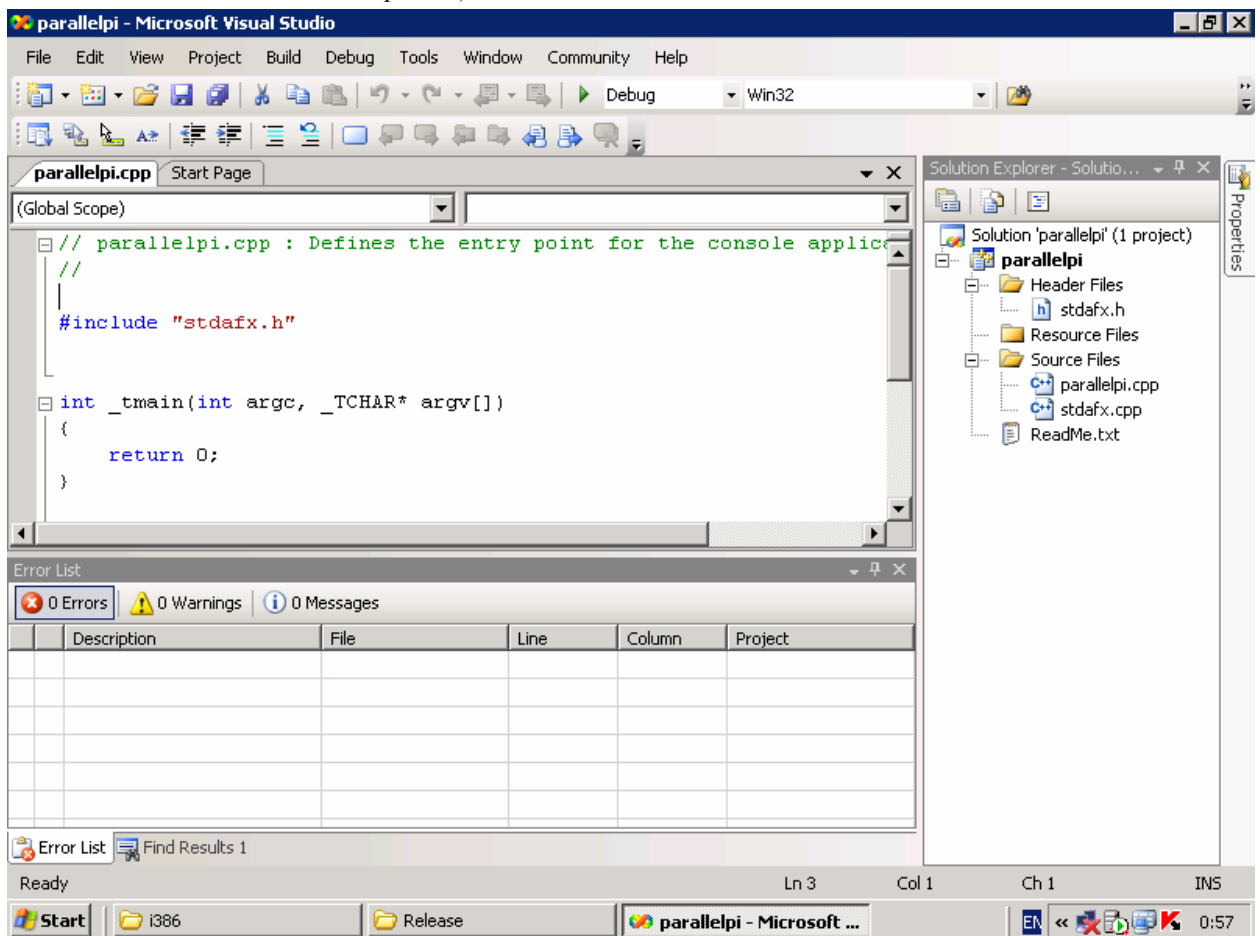 parallelpi - Microsoft Visual Studio
File Edit View Project Build Debug Tools Window Community Help
Debug Win32
parallelpi.cpp Start Page
(Global Scope)
// parallelpi.cpp : Defines the entry point for the console applic
//
#include "stdafx.h"
int _tmain(int argc, _TCHAR* argv[])
{
return 0;
}
Solution Explorer - Solutio...
Solution 'parallelpi' (1 project)
parallelpi
Header Files
stdafx.h
Resource Files
Source Files
parallelpi.cpp
stdafx.cpp
ReadMe.txt
Properties
Error List
0 Errors 0 Warnings 0 Messages
Description File Line Column Project
Error List Find Results 1
Ready Ln 3 Col 1 Ch 1 INS
Start i386 Release parallelpi - Microsoft ... EN « 0:57